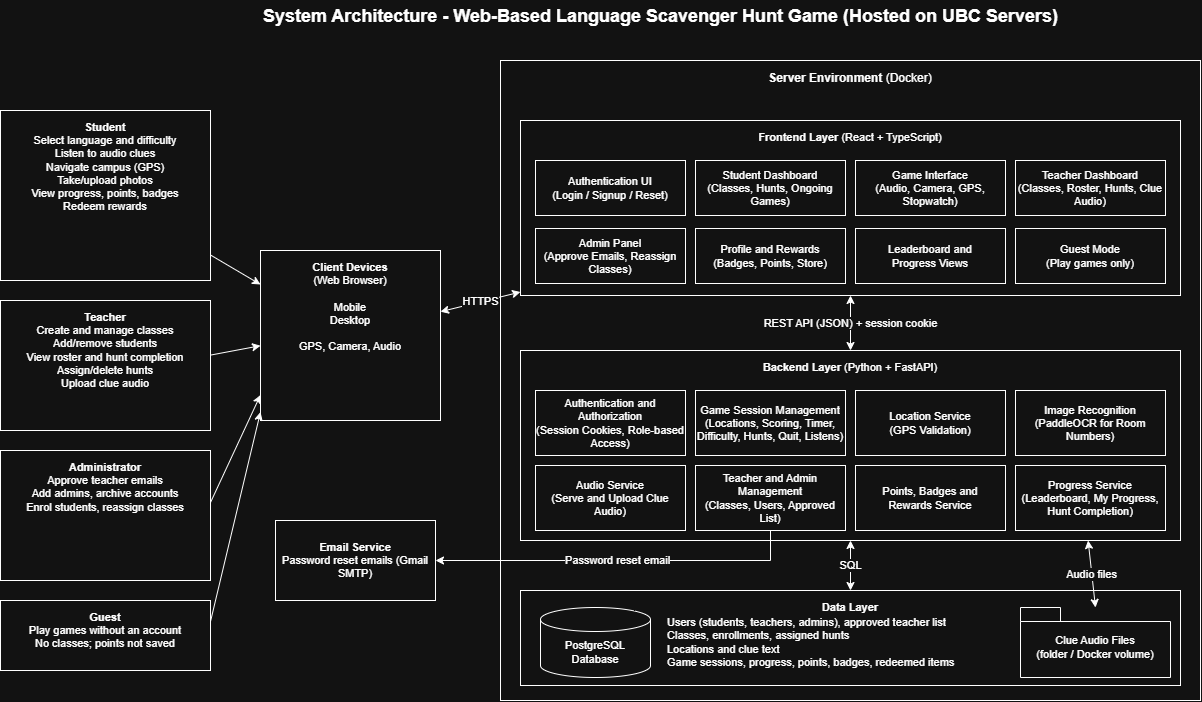 System Architecture - Web-Based Language Scavenger Hunt Game (Hosted on UBC Servers)
Student
Select language and difficulty
Listen to audio clues
Navigate campus (GPS)
Take/upload photos
View progress, points, badges
Redeem rewards
Teacher
Create and manage classes
Add/remove students
View roster and hunt completion
Assign/delete hunts
Upload clue audio
Administrator
Approve teacher emails
Add admins, archive accounts
Enrol students, reassign classes
Guest
Play games without an account
No classes; points not saved
Client Devices
(Web Browser)
Mobile
Desktop
GPS, Camera, Audio
HTTPS
Email Service
Password reset emails (Gmail
SMTP)
Password reset email
Server Environment (Docker)
Frontend Layer (React + TypeScript)
Authentication UI
(Login / Signup / Reset)
Student Dashboard
(Classes, Hunts, Ongoing
Games)
Game Interface
(Audio, Camera, GPS,
Stopwatch)
Teacher Dashboard
(Classes, Roster, Hunts, Clue
Audio)
Admin Panel
(Approve Emails, Reassign
Classes)
Profile and Rewards
(Badges, Points, Store)
Leaderboard and
Progress Views
Guest Mode
(Play games only)
REST API (JSON) + session cookie
Backend Layer (Python + FastAPI)
Authentication and
Authorization
(Session Cookies, Role-based
Access)
Game Session Management
(Locations, Scoring, Timer,
Difficulty, Hunts, Quit, Listens)
Location Service
(GPS Validation)
Image Recognition
(PaddleOCR for Room
Numbers)
Audio Service
(Serve and Upload Clue
Audio)
Teacher and Admin
Management
(Classes, Users, Approved
List)
Points, Badges and
Rewards Service
Progress Service
(Leaderboard, My Progress,
Hunt Completion)
SQL
Audio files
Data Layer
PostgreSQL
Database
Users (students, teachers, admins), approved teacher list
Classes, enrollments, assigned hunts
Locations and clue text
Game sessions, progress, points, badges, redeemed items
Clue Audio Files
(folder / Docker volume)